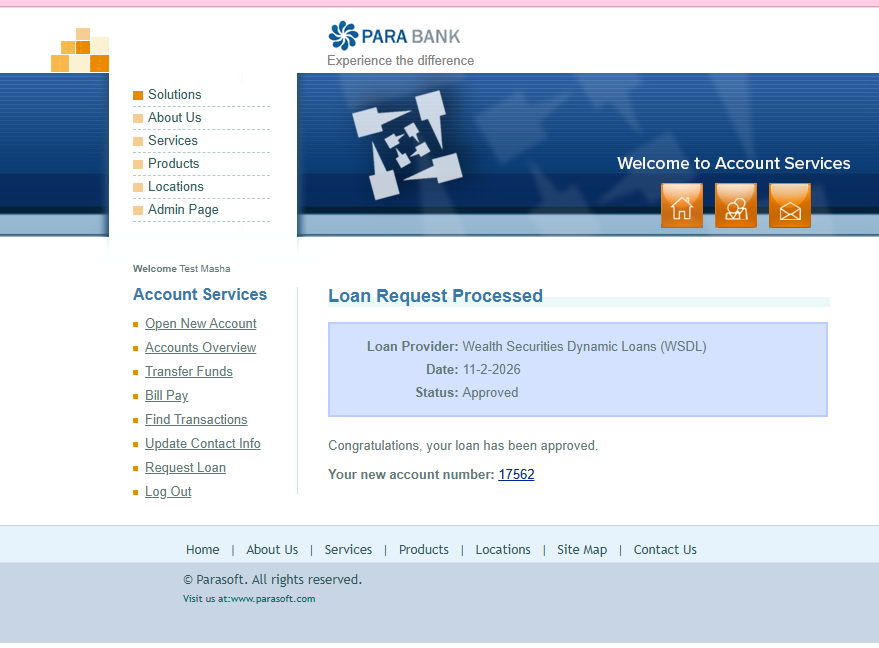 PARA BANK
Experience the difference
Solutions
About Us
Services
Products
Locations
Admin Page
Welcome to Account Services
Welcome Test Masha
Account Services
Open New Account
Accounts Overview
Transfer Funds
Bill Pay
Find Transactions
Update Contact Info
Request Loan
Log Out
Loan Request Processed
Loan Provider: Wealth Securities Dynamic Loans (WSDL)
Date: 11-2-2026
Status: Approved
Congratulations, your loan has been approved.
Your new account number: 17562
Home | About Us | Services | Products | Locations | Site Map | Contact Us
© Parasoft. All rights reserved.
Visit us at:www.parasoft.com